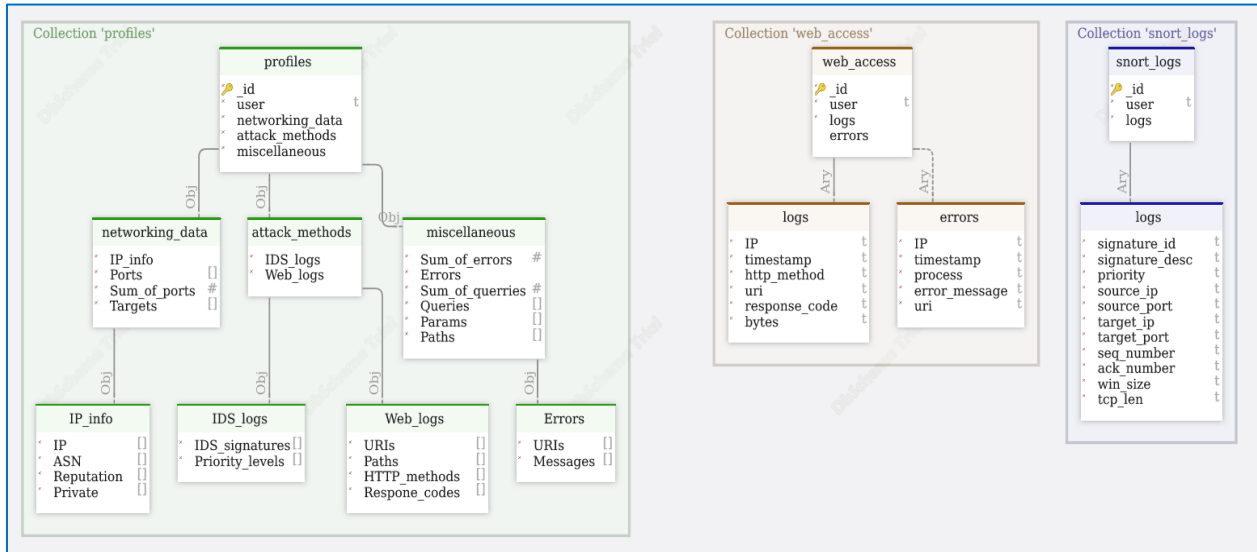 Collection 'profiles'
profiles
_id
user t
networking_data
attack_methods
miscellaneous
Obj
Obj
Obj
networking_data
IP_info
Ports []
Sum_of_ports #
Targets []
attack_methods
IDS_logs
Web_logs
miscellaneous
Sum_of_errors #
Errors
Sum_of_querries #
Queries []
Params []
Paths []
Obj
Obj
Obj
Obj
IP_info
IP []
ASN []
Reputation []
Private []
IDS_logs
IDS_signatures []
Priority_levels []
Web_logs
URIs []
Paths []
HTTP_methods []
Respone_codes []
Errors
URIs []
Messages []
Collection 'web_access'
web_access
_id
user t
logs
errors
Ary
Ary
logs
IP t
timestamp t
http_method t
uri t
response_code t
bytes t
errors
IP t
timestamp t
process t
error_message t
uri t
Collection 'snort_logs'
snort_logs
_id
user t
logs
Ary
logs
signature_id t
signature_desc t
priority t
source_ip t
source_port t
target_ip t
target_port t
seq_number t
ack_number t
win_size t
tcp_len t